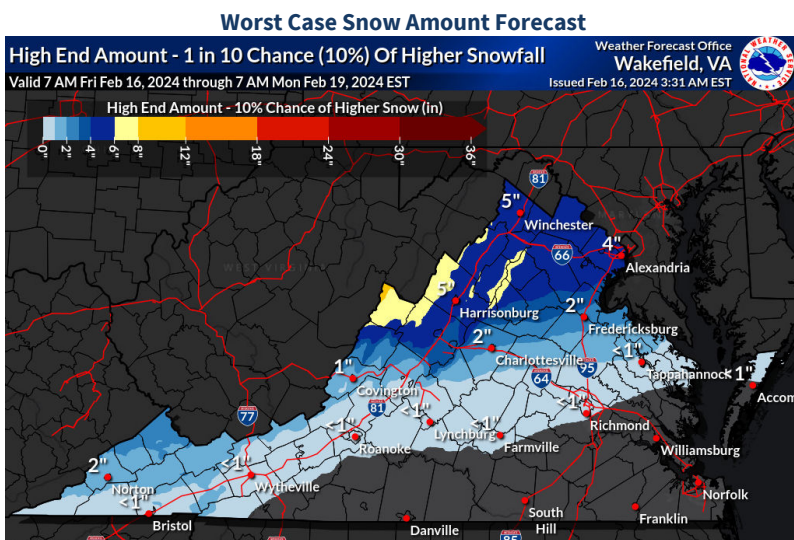 Worst Case Snow Amount Forecast
High End Amount - 1 in 10 Chance (10%) Of Higher Snowfall
Valid 7 AM Fri Feb 16, 2024 through 7 AM Mon Feb 19, 2024 EST
Weather Forecast Office
Wakefield, VA
Issued Feb 16, 2024 3:31 AM EST
High End Amount - 10% Chance of Higher Snow (in)
0" 2" 4" 6" 8" 12" 18" 24" 30" 36"
81
5"
Winchester
66
4"
Alexandria
WEST VIRGINIA
5"
Harrisonburg
2"
Fredericksburg
2"
Charlottesville
95
<1"
Tappahannock
<1"
Accom
1"
Covington
64
81
<1"
Richmond
77
<1"
Roanoke
<1"
Lynchburg
<1"
Farmville
Williamsburg
2"
Norton
<1"
Wytheville
Norfolk
<1"
Bristol
Danville
South
Hill
Franklin
85